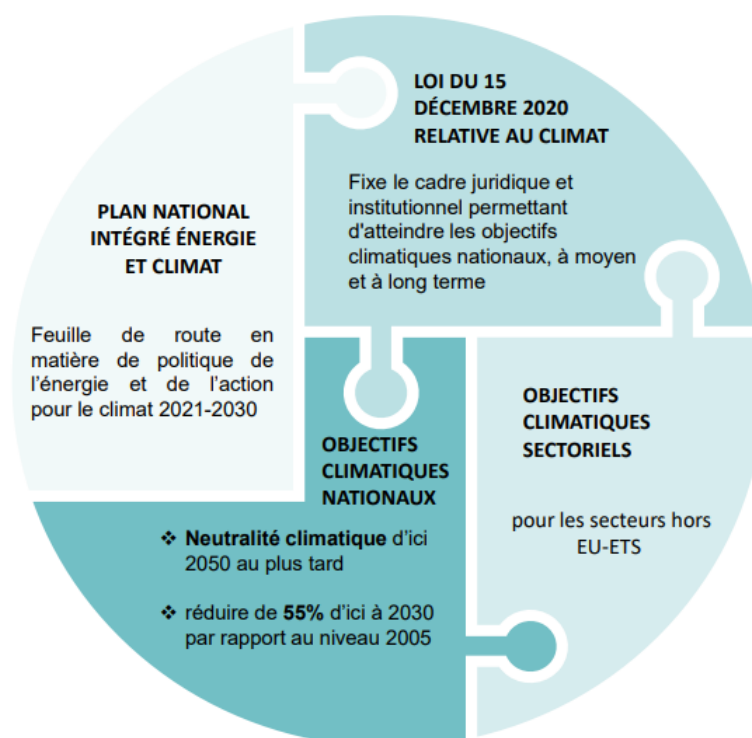 LOI DU 15
DÉCEMBRE 2020
RELATIVE AU CLIMAT
Fixe le cadre juridique et
institutionnel permettant
d'atteindre les objectifs
climatiques nationaux, à moyen
et à long terme
PLAN NATIONAL
INTÉGRÉ ÉNERGIE
ET CLIMAT
Feuille de route en
matière de politique de
l’énergie et de l’action
pour le climat 2021-2030
OBJECTIFS
CLIMATIQUES
NATIONAUX
❖ Neutralité climatique d’ici
2050 au plus tard
❖ réduire de 55% d’ici à 2030
par rapport au niveau 2005
OBJECTIFS
CLIMATIQUES
SECTORIELS
pour les secteurs hors
EU-ETS